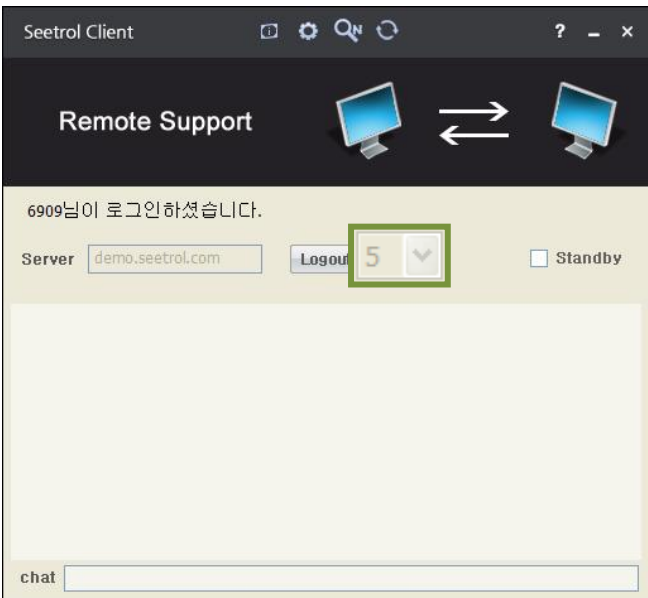 Seetrol Client N ? – ×
Remote Support
6909님이 로그인하셨습니다.
Server demo.seetrol.com Logout 5 Standby
chat